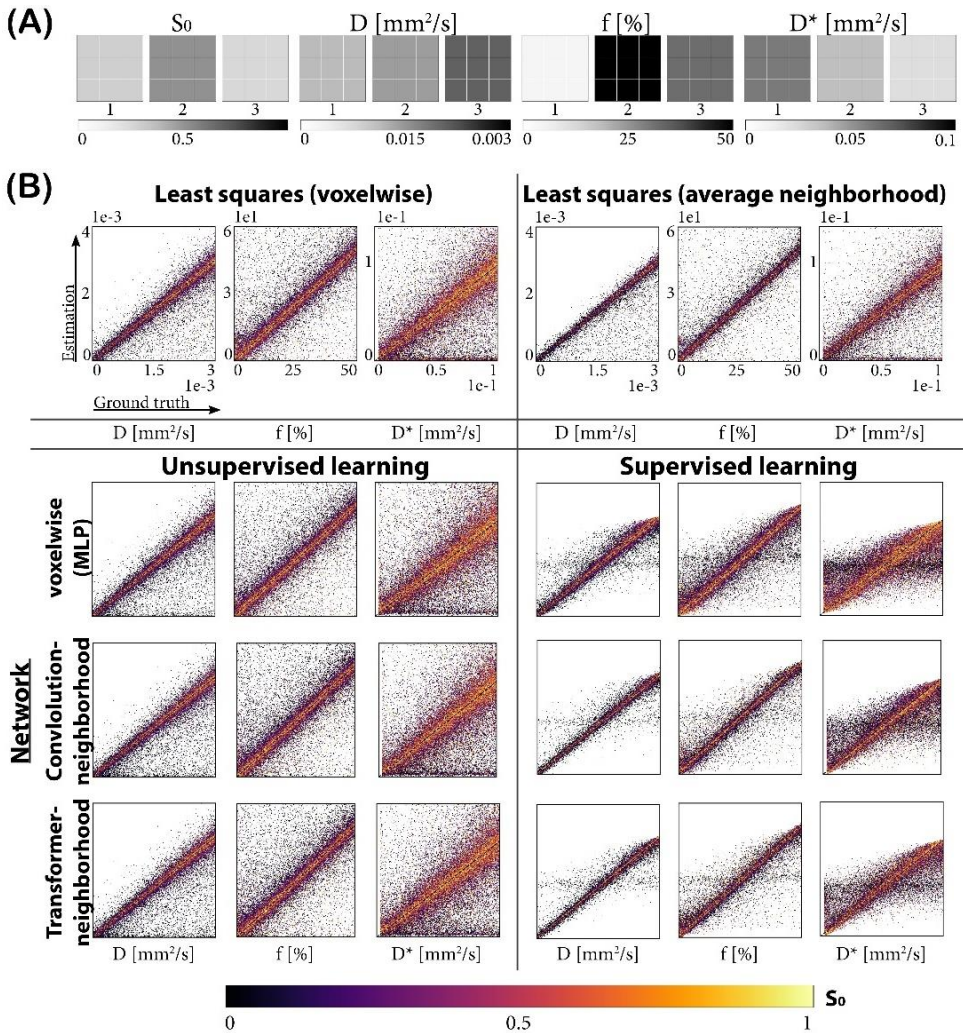 (A)
S₀ D [mm²/s] f [%] D* [mm²/s]
1 2 3 1 2 3 1 2 3 1 2 3
0 0.5 0 0.015 0.003 0 25 50 0 0.05 0.1
(B)
Least squares (voxelwise) Least squares (average neighborhood)
1e-3 1e1 1e-1 1e-3 1e1 1e-1
4 6 4 6
1 1
2 3 2 3
Estimation
0 0 1 0 0 1
0 1.5 3 0 25 50 0 0.5 1 0 1.5 3 0 25 50 0 0.5 1
1e-3 1e-1 1e-3 1e-1
Ground truth
D [mm²/s] f [%] D* [mm²/s] D [mm²/s] f [%] D* [mm²/s]
Unsupervised learning Supervised learning
Network
voxelwise
(MLP)
Convlolution-
neighborhood
Transformer-
neighborhood
D [mm²/s] f [%] D* [mm²/s] D [mm²/s] f [%] D* [mm²/s]
S₀
0 0.5 1